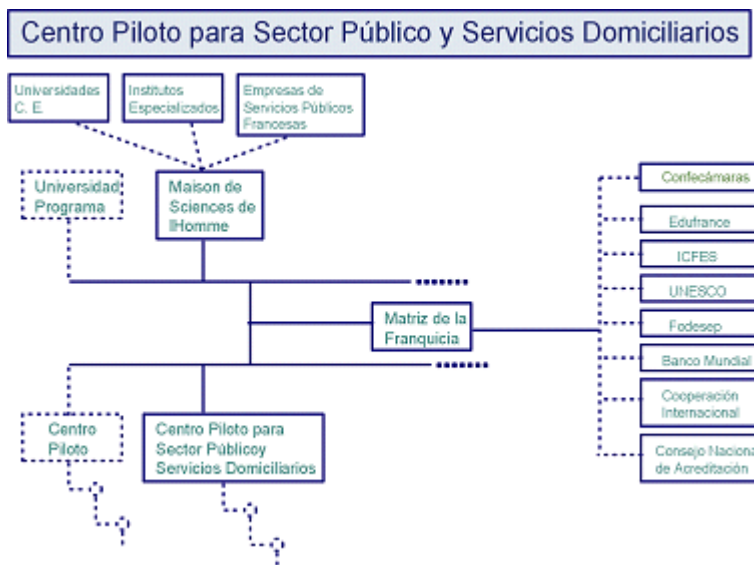 Centro Piloto para Sector Público y Servicios Domiciliarios
Universidades
C. E.
Institutos
Especializados
Empresas de
Servicios Públicos
Francesas
Universidad
Programa
Maison de
Sciences de
lHomme
Confecámaras
Edufrance
ICFES
UNESCO
Fodesep
Banco Mundial
Cooperación
Internacional
Consejo Naciona
de Acreditación
Matriz de la
Franquicia
Centro
Piloto
Centro Piloto para
Sector Públicoy
Servicios Domiciliarios